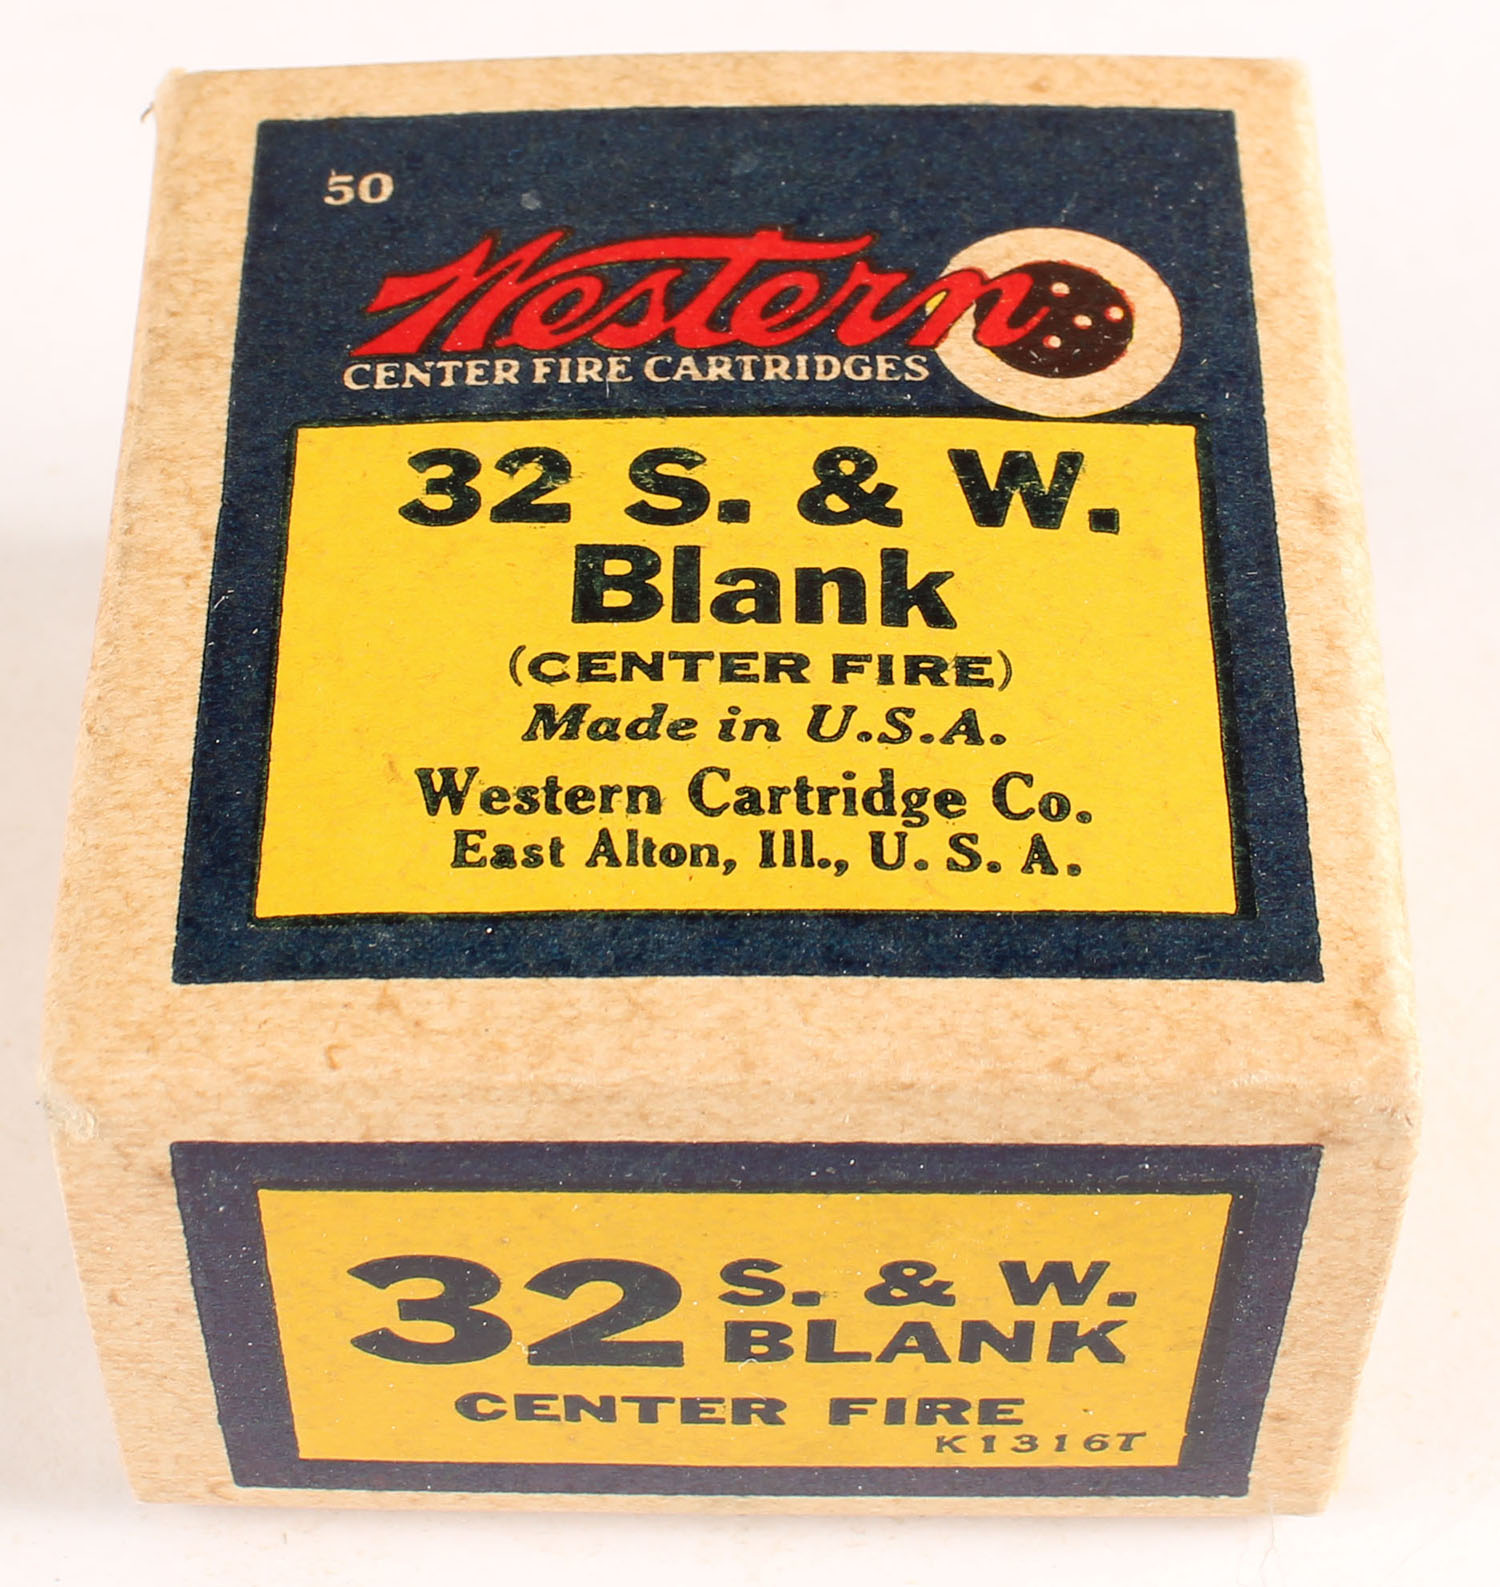 50
Western
CENTER FIRE CARTRIDGES
32 S. & W.
Blank
(CENTER FIRE)
Made in U.S.A.
Western Cartridge Co.
East Alton, Ill., U. S. A.
32 S. & W.
BLANK
CENTER FIRE
K1316T